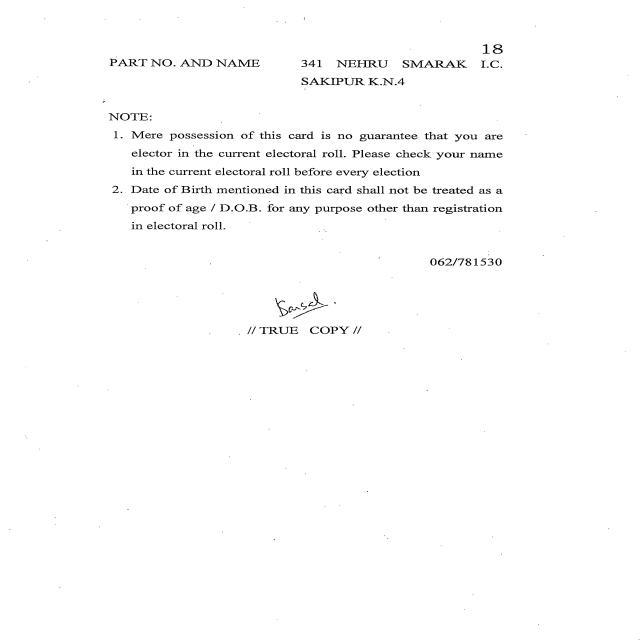 18
PART NO. AND NAME 341 NEHRU SMARAK I.C.
SAKIPUR K.N.4
NOTE:
1. Mere possession of this card is no guarantee that you are
elector in the current electoral roll. Please check your name
in the current electoral roll before every election
2. Date of Birth mentioned in this card shall not be treated as a
proof of age / D.O.B. for any purpose other than registration
in electoral roll.
062/781530
// TRUE COPY //